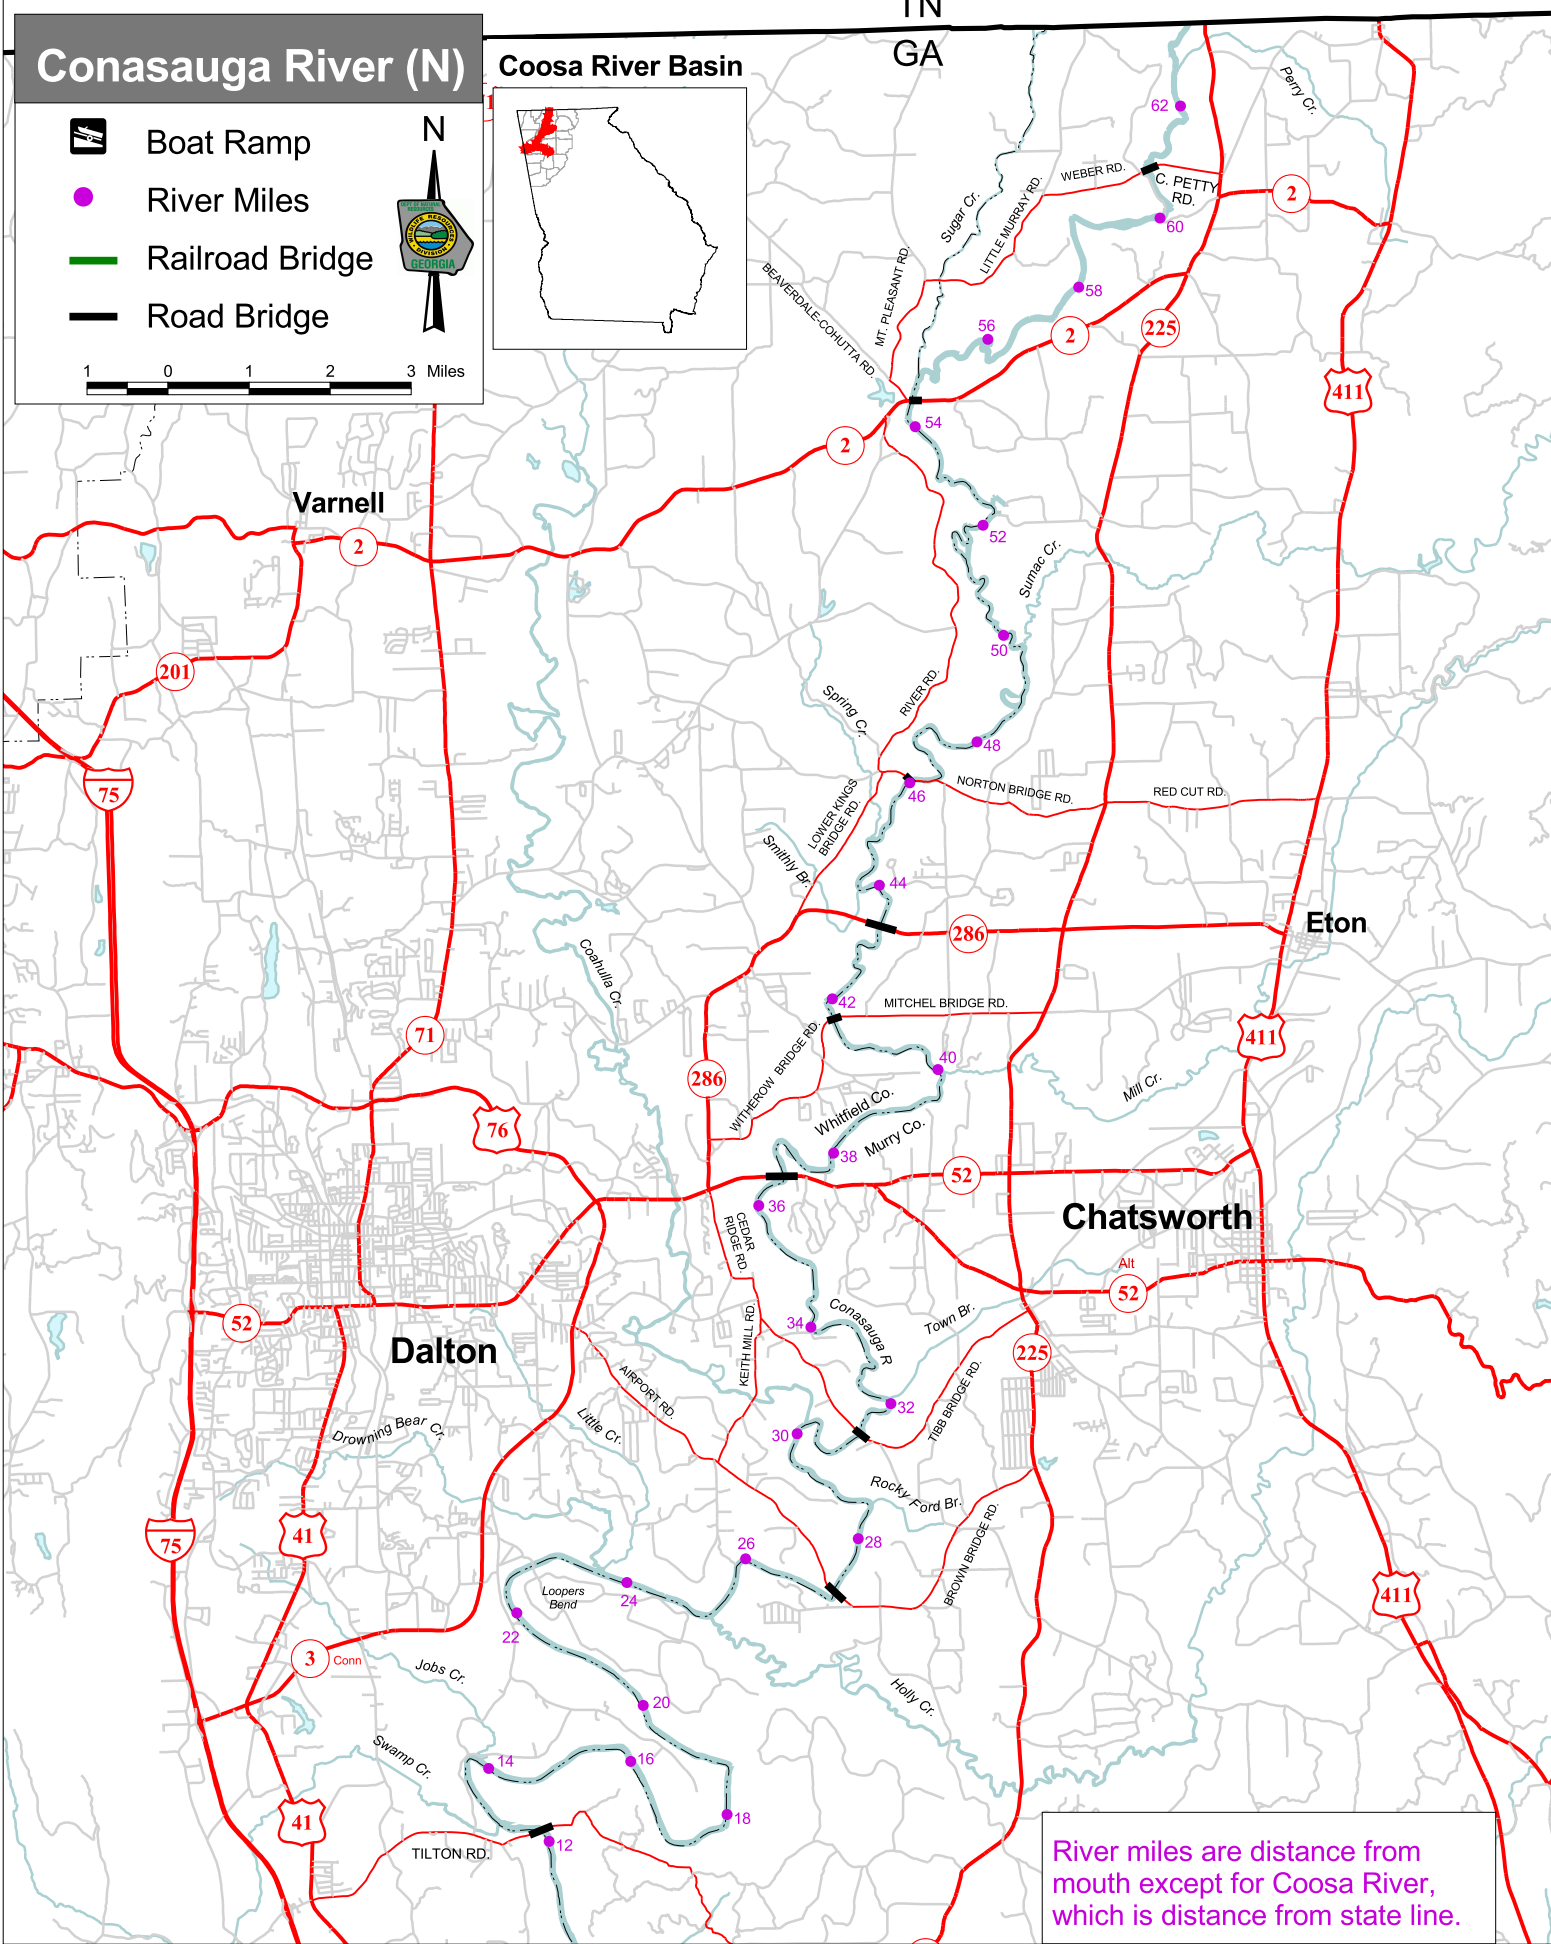 TN
GA
Conasauga River (N)
Boat Ramp
River Miles
Railroad Bridge
Road Bridge
N
DEPT OF NATURAL
RESOURCES
WILDLIFE RESOURCES
DIVISION
GEORGIA
1 0 1 2 3 Miles
Coosa River Basin
Perry Cr.
62
WEBER RD.
C. PETTY
RD.
2
60
Sugar Cr.
LITTLE MURRAY RD.
MT. PLEASANT RD.
BEAVERDALE-COHUTTA RD.
58
56
2
225
411
54
2
Varnell
2
52
Sumac Cr.
50
201
RIVER RD.
Spring Cr.
48
75
46
NORTON BRIDGE RD.
RED CUT RD.
LOWER KINGS
BRIDGE RD.
Smithly Br.
44
286
Eton
Coahulla Cr.
42
MITCHEL BRIDGE RD.
71
411
WITHEROW BRIDGE RD.
40
286
Mill Cr.
76
Whitfield Co.
Murry Co.
38
52
36
Chatsworth
CEDAR
RIDGE RD.
Alt
52
52
34
Conasauga R
Town Br.
KEITH MILL RD.
Dalton
225
AIRPORT RD.
TIBB BRIDGE RD.
32
Drowning Bear Cr.
Little Cr.
30
Rocky Ford Br.
BROWN BRIDGE RD.
75
41
28
26
Loopers
Bend
24
411
22
3
Conn
Jobs Cr.
Holly Cr.
20
Swamp Cr.
14
16
18
41
12
TILTON RD.
River miles are distance from
mouth except for Coosa River,
which is distance from state line.